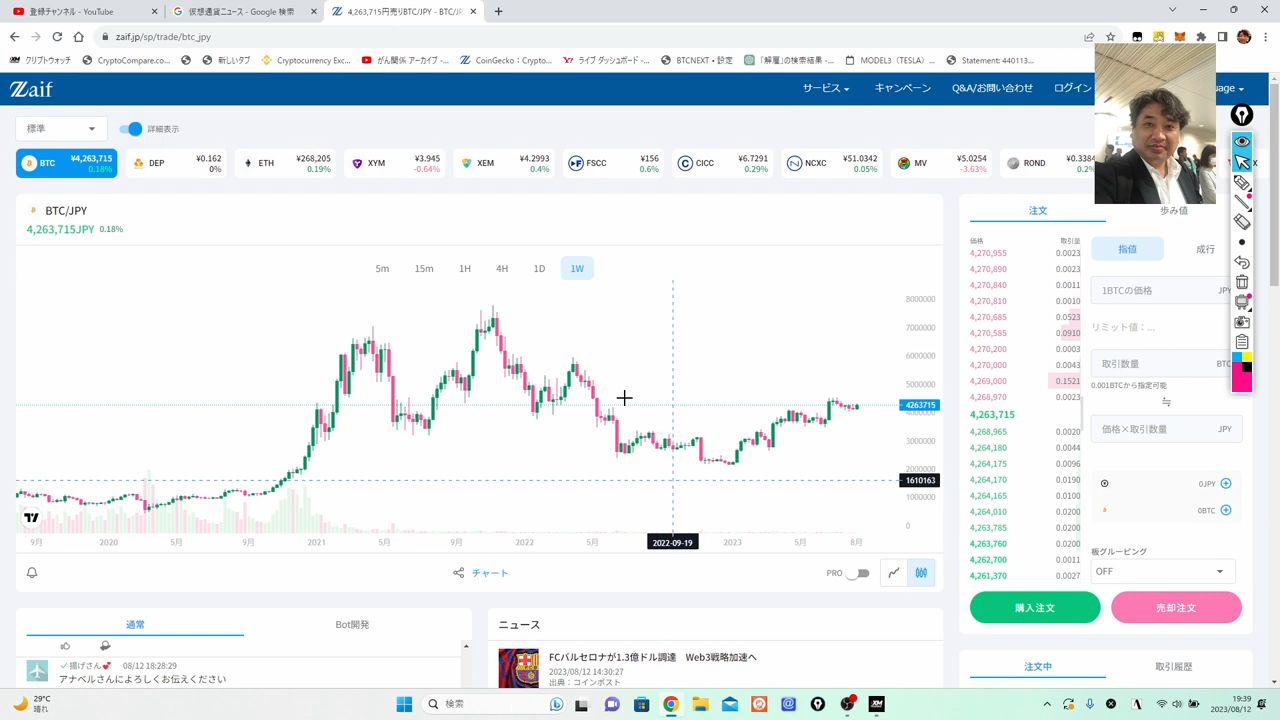 登録チャンネル - YouTube
仮想通貨ニュース - Google 検索
4,263,715円売りBTC/JPY - BTC/JP
zaif.jp/sp/trade/btc_jpy
クリプトウォッチ
CryptoCompare.co...
新しいタブ
Cryptocurrency Exc...
がん関係 アーカイブ -...
CoinGecko : Crypto...
ライブ ダッシュボード -...
BTCNEXT • 設定
「解雇」の検索結果 -...
MODEL3（TESLA）...
Statement: 440113...
Zaif
サービス
キャンペーン
Q&A/お問い合わせ
ログイン
uage
標準
詳細表示
BTC ¥4,263,715 0.18%
DEP ¥0.162 0%
ETH ¥268,205 0.19%
XYM ¥3.945 -0.64%
XEM ¥4.2993 0.4%
FSCC ¥156 0.6%
CICC ¥6.7291 0.29%
NCXC ¥51.0342 0.05%
MV ¥5.0254 -3.63%
ROND ¥0.3384 0.2%
BTC/JPY
4,263,715JPY 0.18%
5m 15m 1H 4H 1D 1W
8000000
7000000
6000000
5000000
4263715
4000000
3000000
2000000
1610163
1000000
0
9月 2020 5月 9月 2021 5月 9月 2022 5月 2022-09-19 2023 5月 8月
チャート
PRO
注文 歩み値
価格 取引量
4,270,955 0.0023
4,270,890 0.0023
4,270,840 0.0011
4,270,810 0.0010
4,270,685 0.0523
4,270,585 0.0910
4,270,200 0.0003
4,270,000 0.0043
4,269,000 0.1521
4,268,970 0.0023
4,263,715
4,268,965 0.0020
4,264,180 0.0044
4,264,175 0.0096
4,264,170 0.0190
4,264,165 0.0100
4,264,010 0.0200
4,263,785 0.0200
4,263,760 0.0200
4,262,700 0.0011
4,261,370 0.0027
指値 成行
1BTCの価格 JPY
リミット値：...
取引数量 BTC
0.001BTCから指定可能
価格×取引数量 JPY
0JPY
0BTC
板グルーピング
OFF
購入注文 売却注文
注文中 取引履歴
通常 Bot開発
揚げさん💕 08/12 18:28:29
アナベルさんによろしくお伝えください
ニュース
FCバルセロナが1.3億ドル調達　Web3戦略加速へ
2023/08/12 14:30:27
出典：コインポスト
29°C
晴れ
検索
A
19:39
2023/08/12